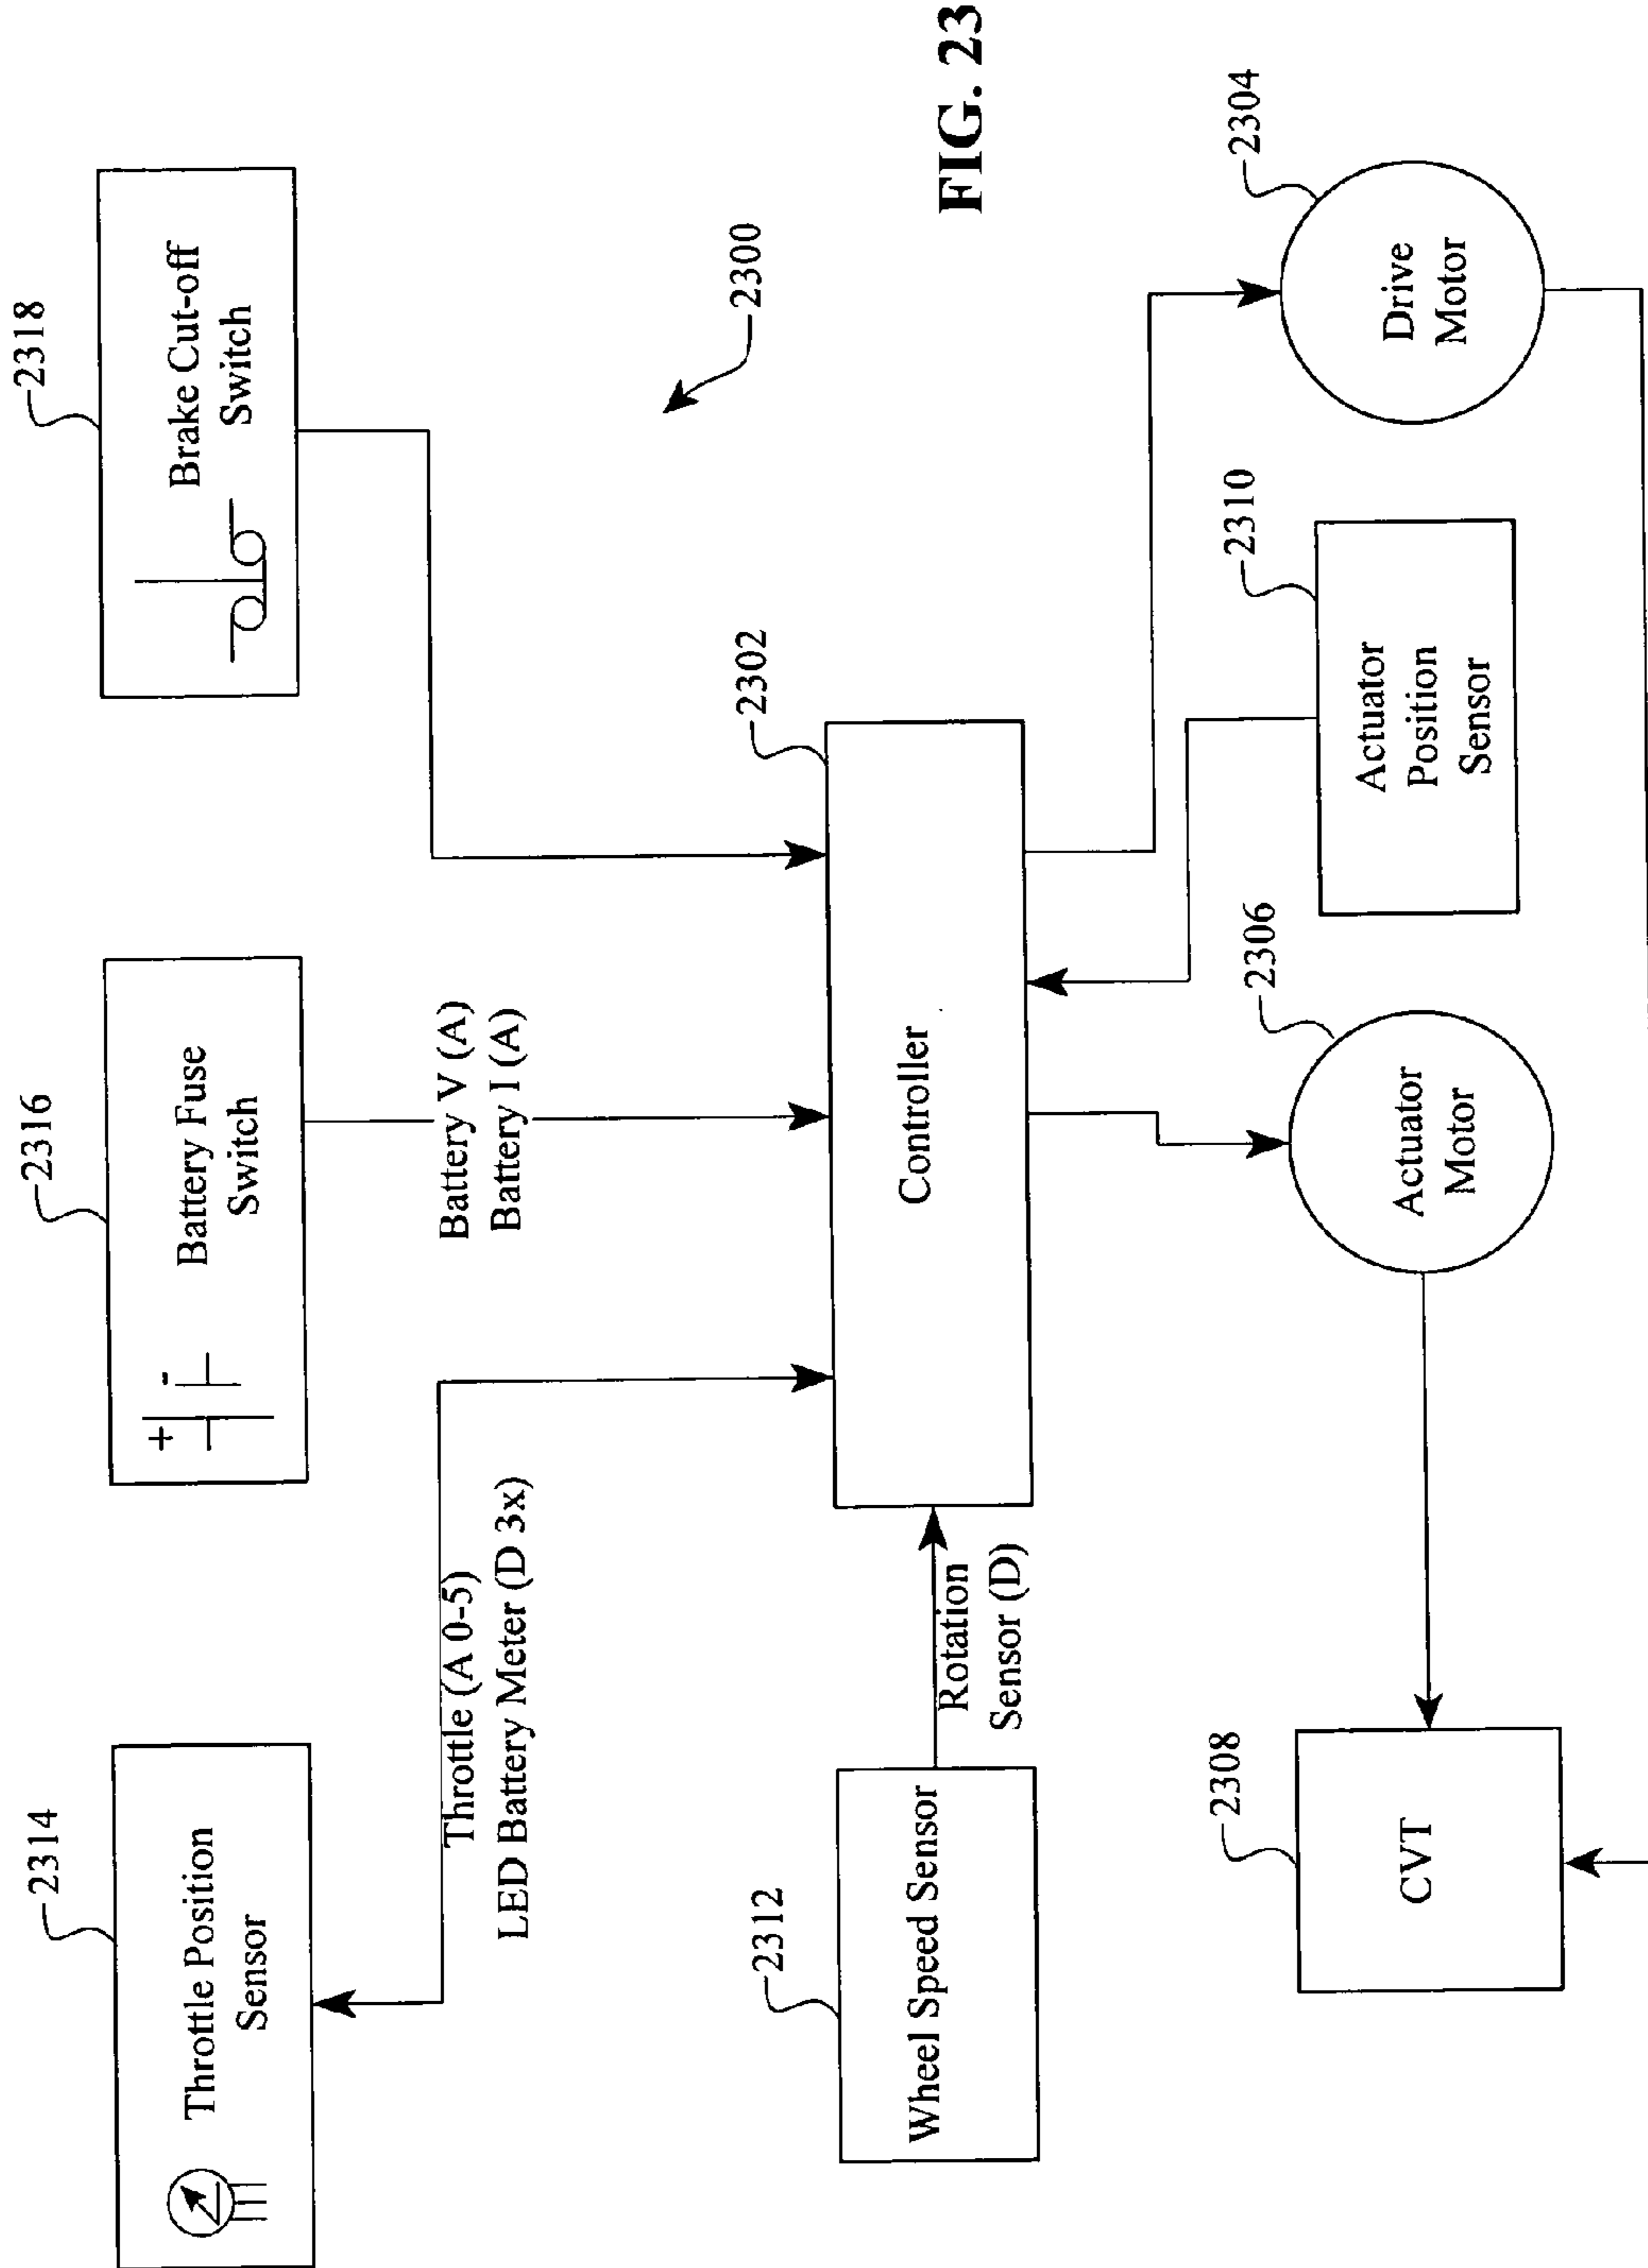 2314
Throttle Position
Sensor
2316
+
-
Battery Fuse
Switch
2318
Brake Cut-off
Switch
Throttle (A 0-5)
LED Battery Meter (D 3x)
Battery V (A)
Battery I (A)
2300
2312
Wheel Speed Sensor
Rotation
Sensor (D)
2302
Controller
FIG. 23
2308
CVT
2306
Actuator
Motor
2310
Actuator
Position
Sensor
2304
Drive
Motor